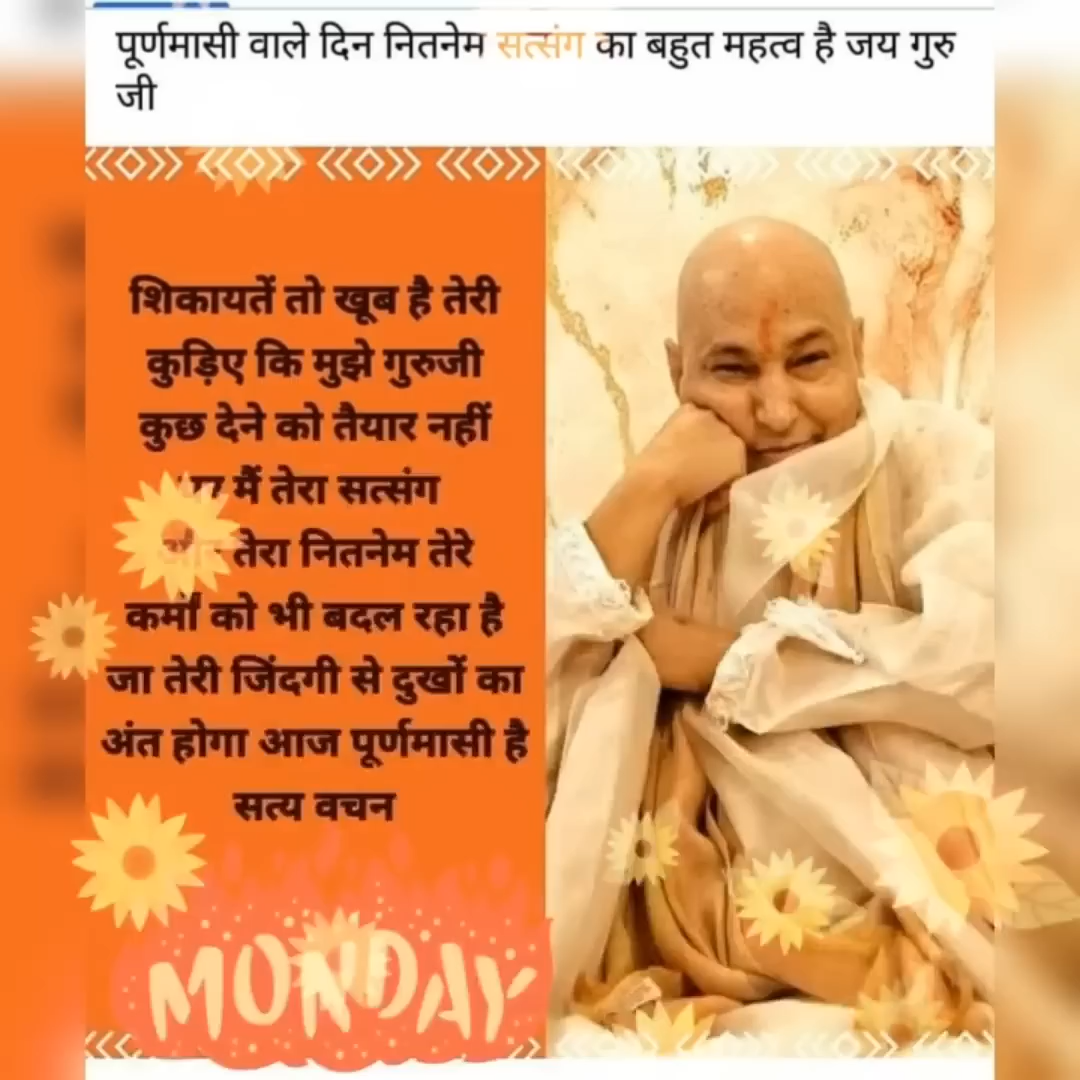 पूर्णमासी वाले दिन नितनेम सत्संग का बहुत महत्व है जय गुरु
जी
शिकायतें तो खूब है तेरी
कुड़िए कि मुझे गुरुजी
कुछ देने को तैयार नहीं
मैं तेरा सत्संग
तेरा नितनेम तेरे
कर्मों को भी बदल रहा है
जा तेरी जिंदगी से दुखों का
अंत होगा आज पूर्णमासी है
सत्य वचन
MONDAY